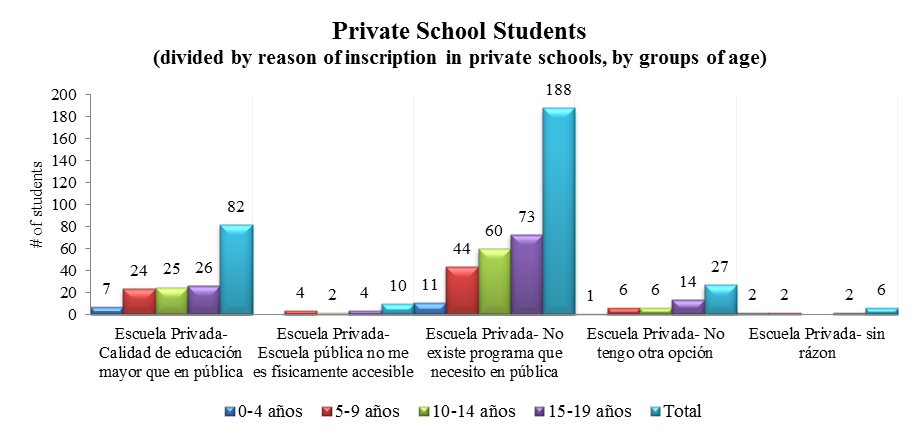 Private School Students
(divided by reason of inscription in private schools, by groups of age)
# of students
200
180
160
140
120
100
80
60
40
20
0
7
24
25
26
82
4
2
4
10
11
44
60
73
188
1
6
6
14
27
2
2
2
6
Escuela Privada-
Calidad de educación
mayor que en pública
Escuela Privada-
Escuela pública no me
es físicamente accesible
Escuela Privada- No
existe programa que
necesito en pública
Escuela Privada- No
tengo otra opción
Escuela Privada- sin
rázon
0-4 años
5-9 años
10-14 años
15-19 años
Total